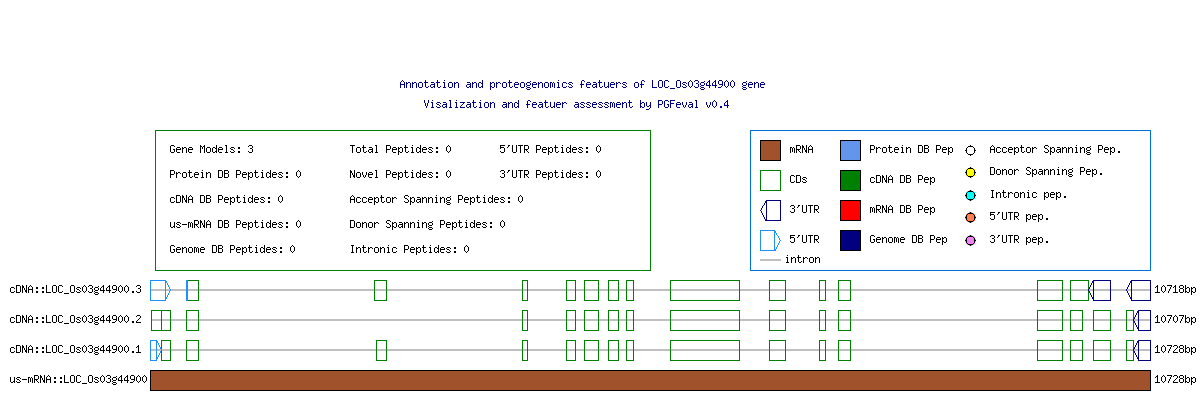 Annotation and proteogenomics featuers of LOC_Os03g44900 gene
Visalization and featuer assessment by PGFeval v0.4
Gene Models: 3 Total Peptides: 0 5'UTR Peptides: 0
Protein DB Peptides: 0 Novel Peptides: 0 3'UTR Peptides: 0
cDNA DB Peptides: 0 Acceptor Spanning Peptides: 0
us-mRNA DB Peptides: 0 Donor Spanning Peptides: 0
Genome DB Peptides: 0 Intronic Peptides: 0
mRNA Protein DB Pep Acceptor Spanning Pep.
CDs cDNA DB Pep Donor Spanning Pep.
Intronic pep.
3'UTR mRNA DB Pep 5'UTR pep.
5'UTR Genome DB Pep 3'UTR pep.
intron
cDNA::LOC_Os03g44900.3 10718bp
cDNA::LOC_Os03g44900.2 10707bp
cDNA::LOC_Os03g44900.1 10728bp
us-mRNA::LOC_Os03g44900 10728bp